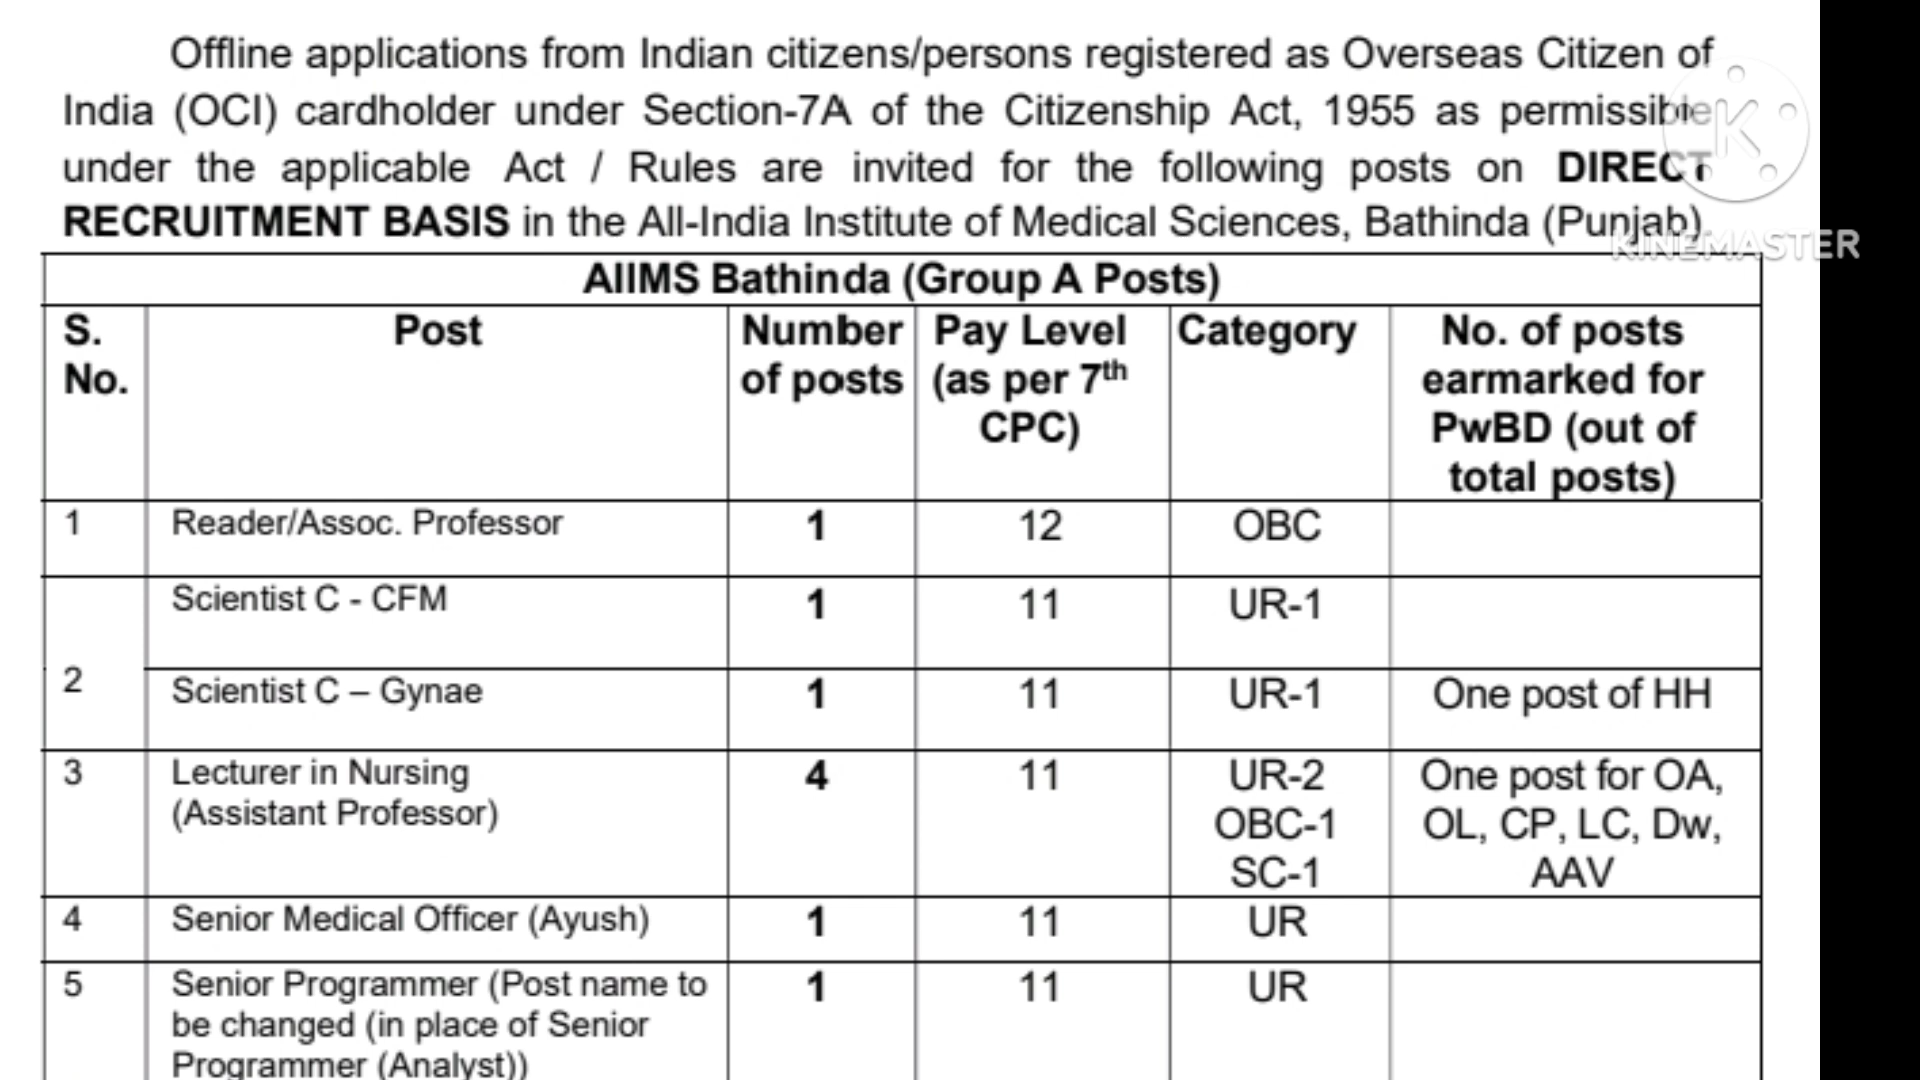 Offline applications from Indian citizens/persons registered as Overseas Citizen of
India (OCI) cardholder under Section-7A of the Citizenship Act, 1955 as permissible
under the applicable Act / Rules are invited for the following posts on DIRECT
RECRUITMENT BASIS in the All-India Institute of Medical Sciences, Bathinda (Punjab).
K
KINEMASTER
AIIMS Bathinda (Group A Posts)
S. No. Post Number of posts Pay Level (as per 7th CPC) Category No. of posts earmarked for PwBD (out of total posts)
1 Reader/Assoc. Professor 1 12 OBC
Scientist C - CFM 1 11 UR-1
2 Scientist C – Gynae 1 11 UR-1 One post of HH
3 Lecturer in Nursing 4 11 UR-2 One post for OA,
(Assistant Professor) OBC-1 OL, CP, LC, Dw,
SC-1 AAV
4 Senior Medical Officer (Ayush) 1 11 UR
5 Senior Programmer (Post name to 1 11 UR
be changed (in place of Senior
Programmer (Analyst))